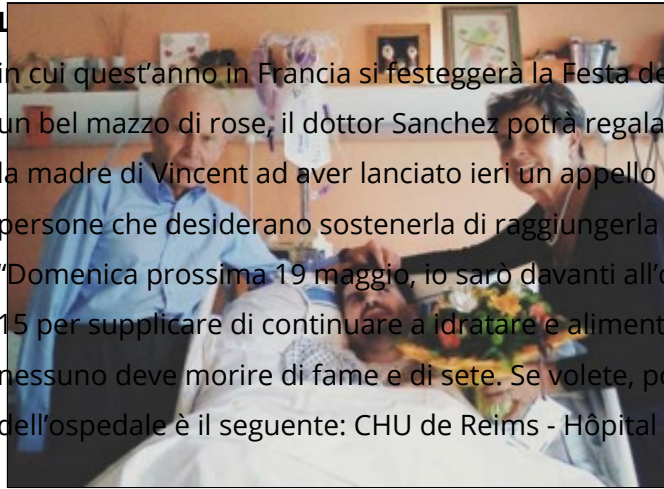 L
in cui quest’anno in Francia si festeggerà la Festa de
un bel mazzo di rose, il dottor Sanchez potrà regala
la madre di Vincent ad aver lanciato ieri un appello
persone che desiderano sostenerla di raggiungerla
“Domenica prossima 19 maggio, io sarò davanti all’o
15 per supplicare di continuare a idratare e aliment
nessuno deve morire di fame e di sete. Se volete, po
dell’ospedale è il seguente: CHU de Reims - Hôpital